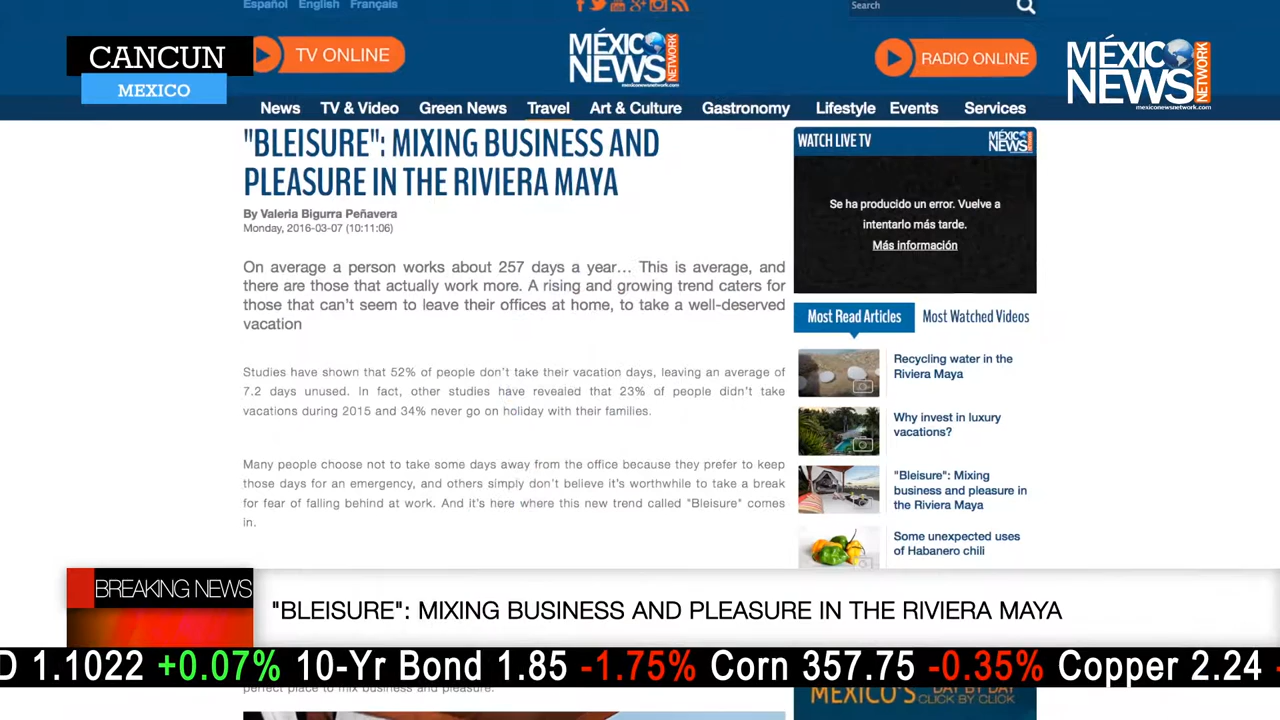 Español English Français
Search
CANCUN
MEXICO
TV ONLINE
MÉXICO
NEWS
NETWORK
mexiconewsnetwork.com
RADIO ONLINE
MÉXICO
NEWS
NETWORK
mexiconewsnetwork.com
News TV & Video Green News Travel Art & Culture Gastronomy Lifestyle Events Services
"BLEISURE": MIXING BUSINESS AND
PLEASURE IN THE RIVIERA MAYA
By Valeria Bigurra Peñavera
Monday, 2016-03-07 (10:11:06)
On average a person works about 257 days a year… This is average, and
there are those that actually work more. A rising and growing trend caters for
those that can't seem to leave their offices at home, to take a well-deserved
vacation
Studies have shown that 52% of people don't take their vacation days, leaving an average of
7.2 days unused. In fact, other studies have revealed that 23% of people didn't take
vacations during 2015 and 34% never go on holiday with their families.
Many people choose not to take some days away from the office because they prefer to keep
those days for an emergency, and others simply don't believe it's worthwhile to take a break
for fear of falling behind at work. And it's here where this new trend called "Bleisure" comes
in.
WATCH LIVE TV
MÉXICO
NEWS
Se ha producido un error. Vuelve a
intentarlo más tarde.
Más información
Most Read Articles Most Watched Videos
Recycling water in the
Riviera Maya
Why invest in luxury
vacations?
"Bleisure": Mixing
business and pleasure in
the Riviera Maya
Some unexpected uses
of Habanero chili
BREAKING NEWS
"BLEISURE": MIXING BUSINESS AND PLEASURE IN THE RIVIERA MAYA
D 1.1022 +0.07% 10-Yr Bond 1.85 -1.75% Corn 357.75 -0.35% Copper 2.24 -
perfect place to mix business and pleasure.
MÉXICO'S DAY BY DAY
CLICK BY CLICK